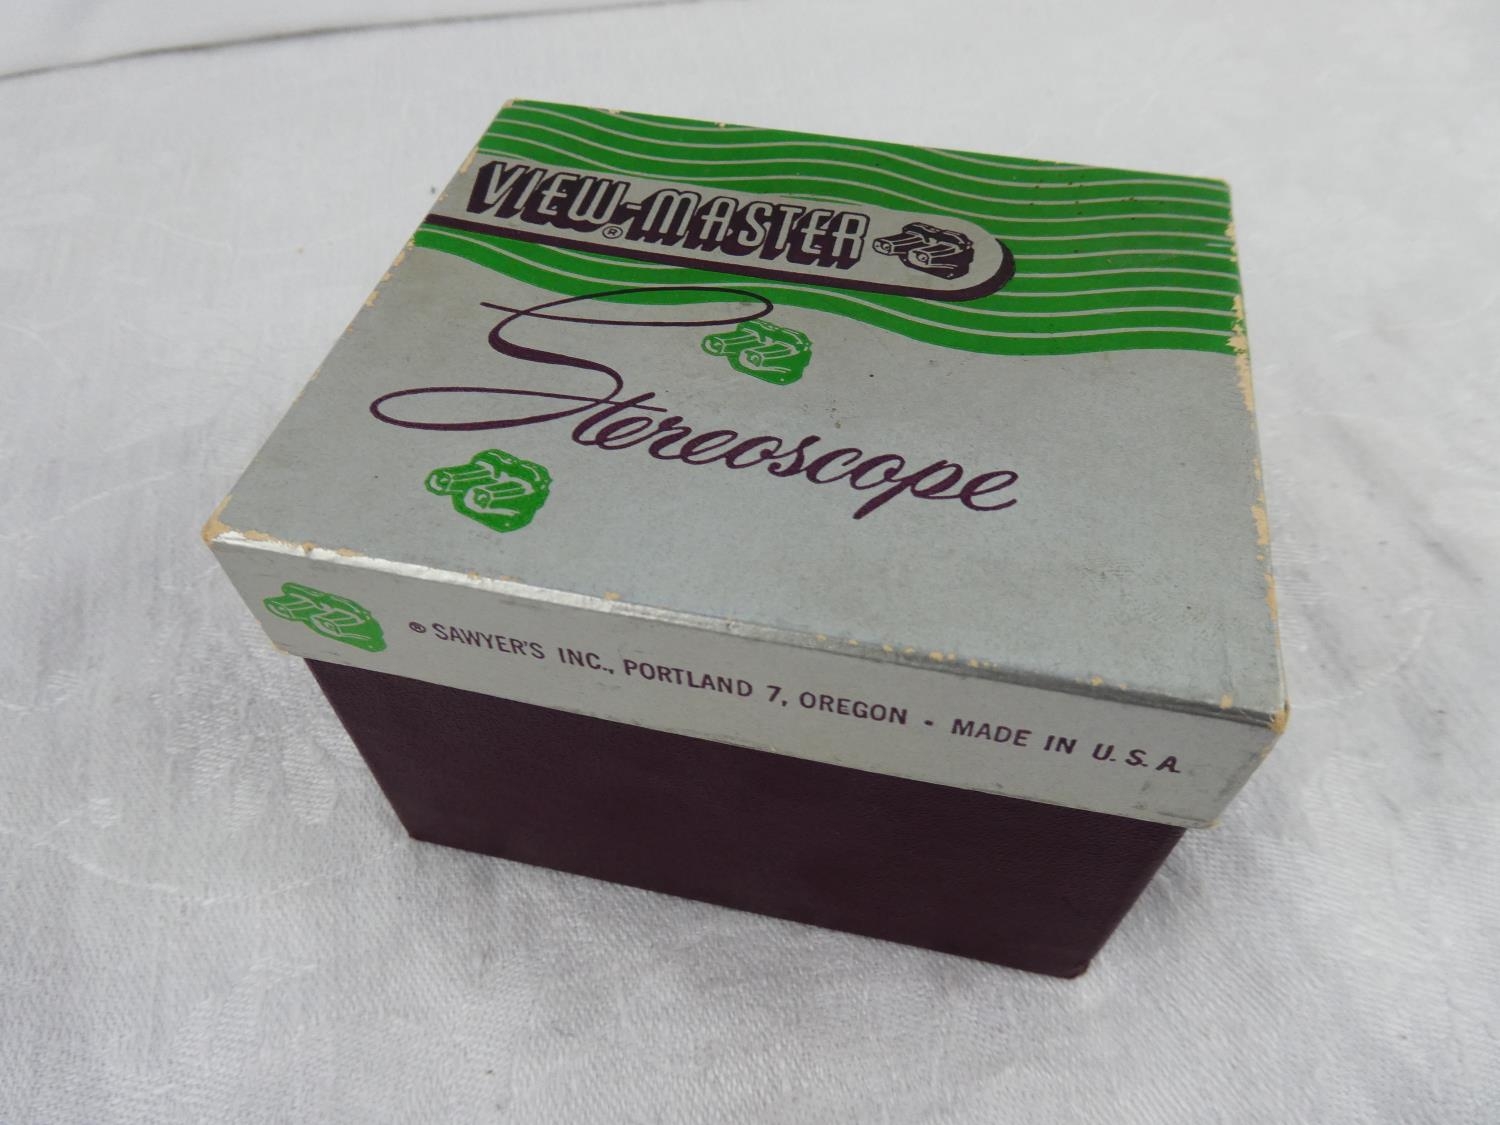 VIEW-MASTER
®
Stereoscope
® SAWYER'S INC., PORTLAND 7, OREGON • MADE IN U.S.A.